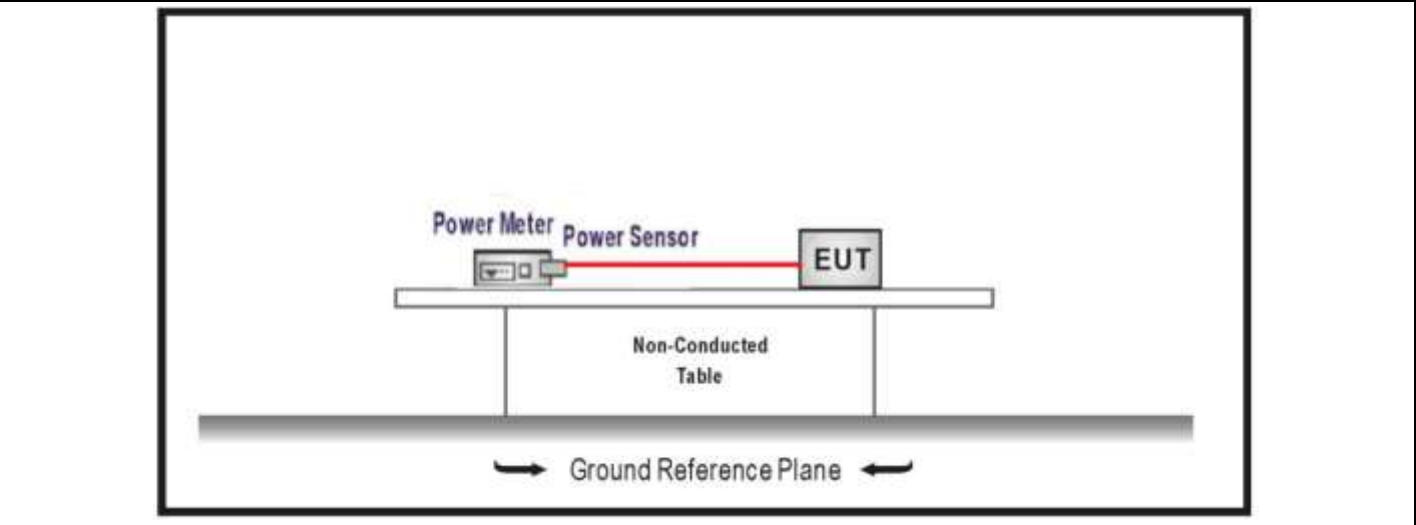 Power Meter
Power Sensor
EUT
Non-Conducted
Table
Ground Reference Plane